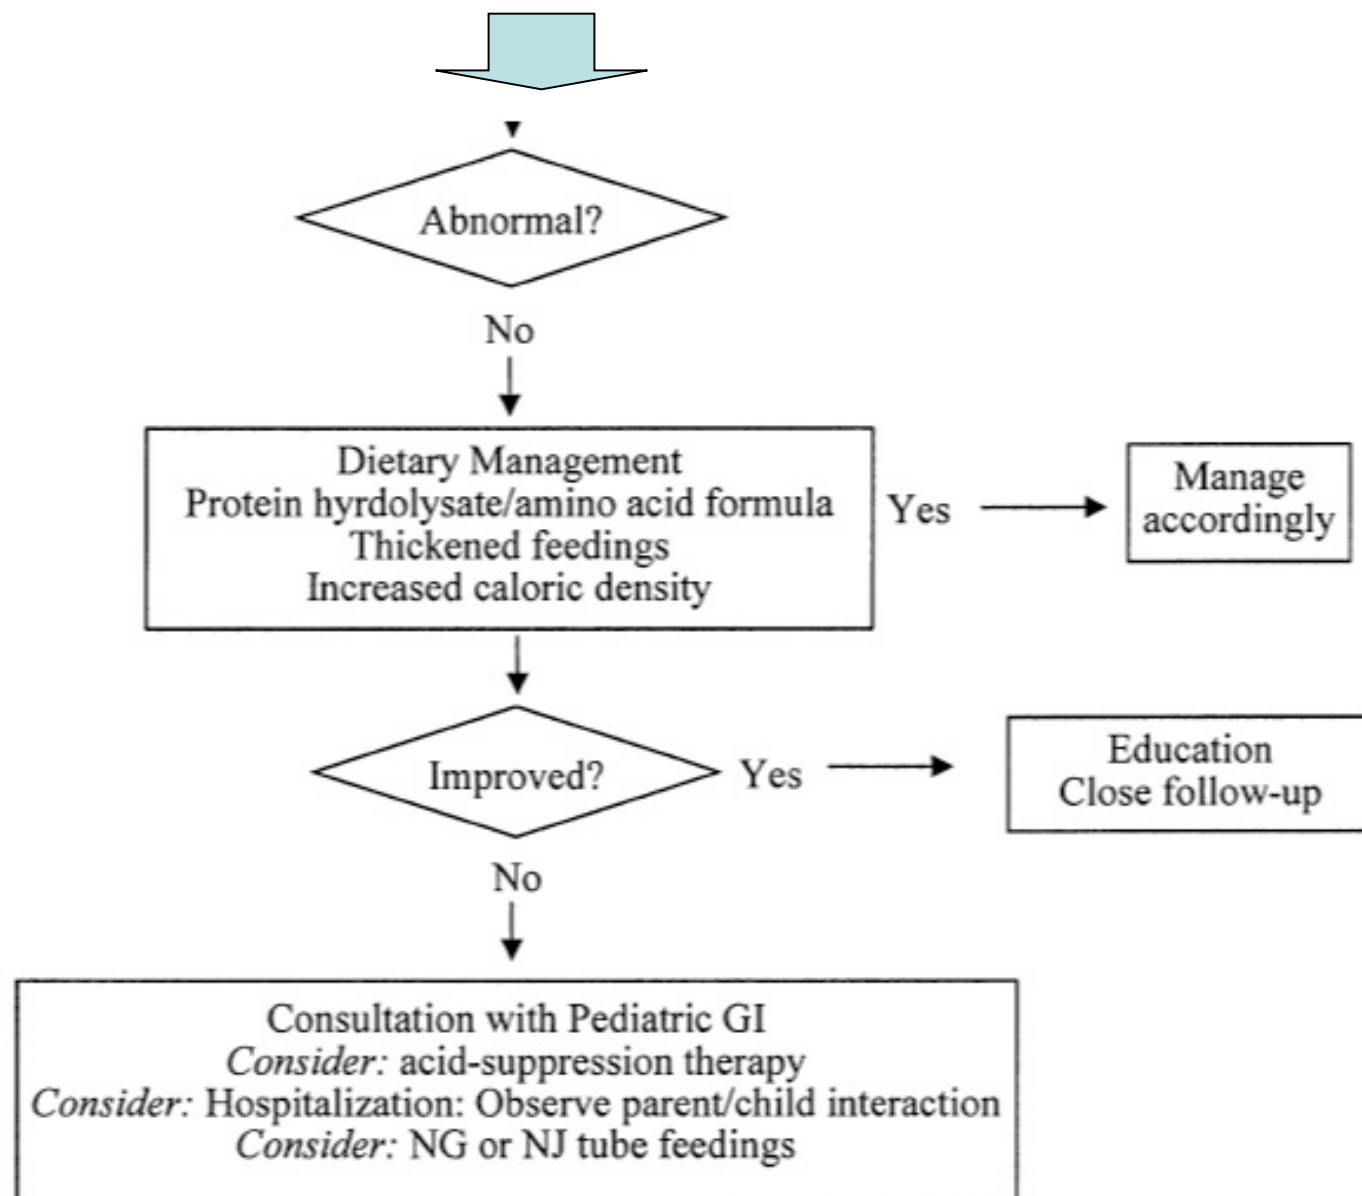 Abnormal?
No
Dietary Management
Protein hyrdolysate/amino acid formula
Thickened feedings
Increased caloric density
Yes
Manage
accordingly
Improved?
Yes
Education
Close follow-up
No
Consultation with Pediatric GI
Consider: acid-suppression therapy
Consider: Hospitalization: Observe parent/child interaction
Consider: NG or NJ tube feedings